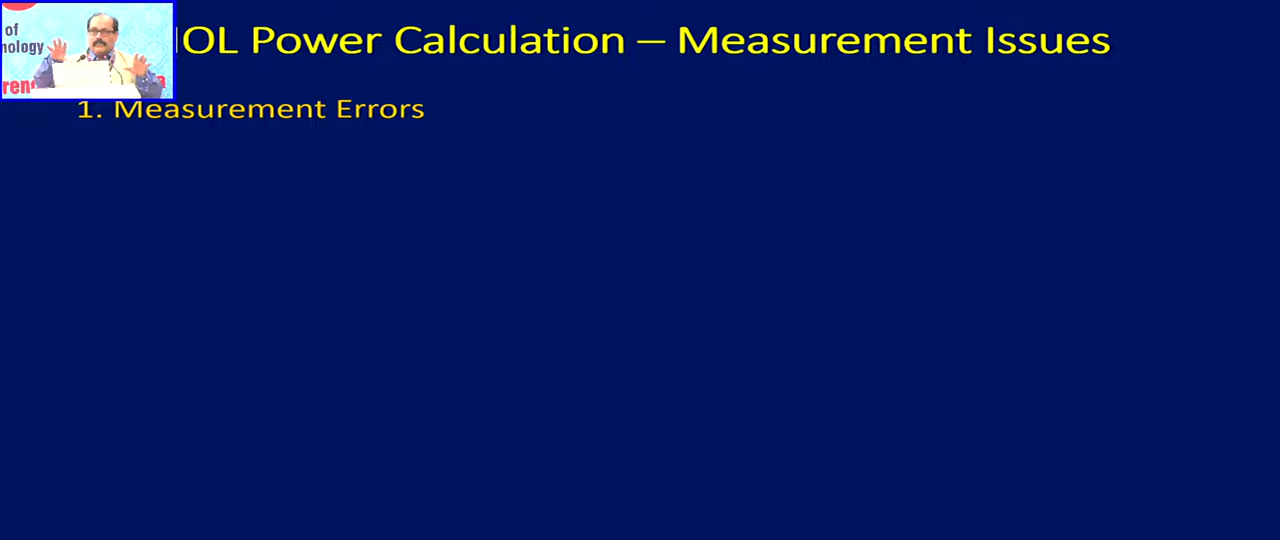 IOL Power Calculation – Measurement Issues
1. Measurement Errors
of
nology